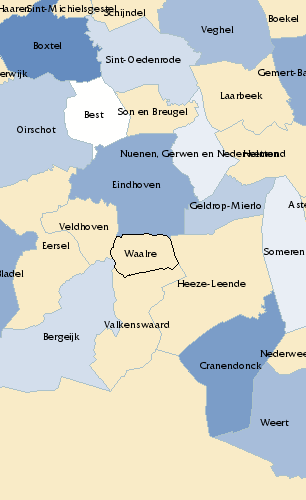 Haaren
Sint-Michielsgestel
Schijndel
Boekel
Veghel
Boxtel
Sint-Oedenrode
Gemert-Ba
erwijk
Laarbeek
Best
Son en Breugel
Oirschot
Nuenen, Gerwen en Nederwetten
Helmond
Eindhoven
Geldrop-Mierlo
Aste
Veldhoven
Eersel
Waalre
Someren
Bladel
Heeze-Leende
Valkenswaard
Bergeijk
Nederwee
Cranendonck
Weert